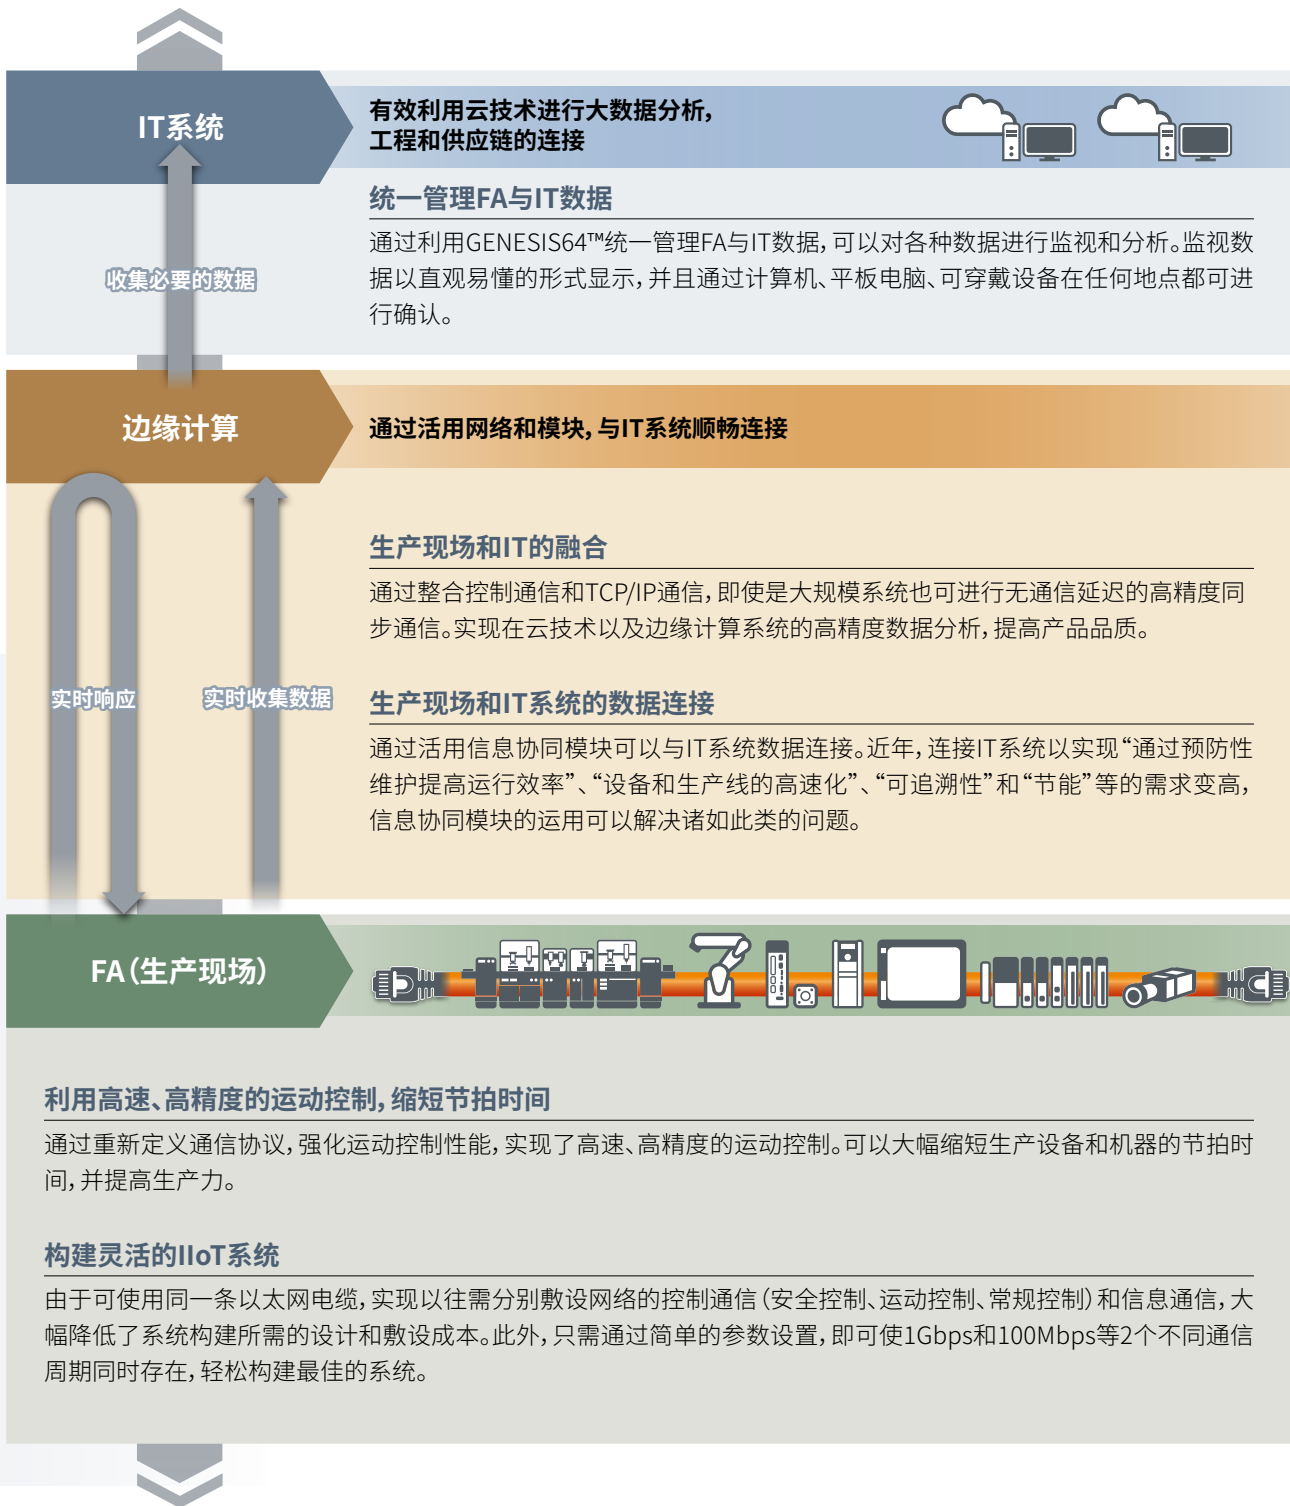 IT系统
有效利用云技术进行大数据分析，
工程和供应链的连接
统一管理FA与IT数据
通过利用GENESIS64™统一管理FA与IT数据，可以对各种数据进行监视和分析。监视数
据以直观易懂的形式显示，并且通过计算机、平板电脑、可穿戴设备在任何地点都可进
行确认。
收集必要的数据
边缘计算
通过活用网络和模块，与IT系统顺畅连接
生产现场和IT的融合
通过整合控制通信和TCP/IP通信，即使是大规模系统也可进行无通信延迟的高精度同
步通信。实现在云技术以及边缘计算系统的高精度数据分析，提高产品品质。
实时响应
实时收集数据
生产现场和IT系统的数据连接
通过活用信息协同模块可以与IT系统数据连接。近年，连接IT系统以实现“通过预防性
维护提高运行效率”、“设备和生产线的高速化”、“可追溯性”和“节能”等的需求变高，
信息协同模块的运用可以解决诸如此类的问题。
FA（生产现场）
利用高速、高精度的运动控制，缩短节拍时间
通过重新定义通信协议，强化运动控制性能，实现了高速、高精度的运动控制。可以大幅缩短生产设备和机器的节拍时
间，并提高生产力。
构建灵活的IIoT系统
由于可使用同一条以太网电缆，实现以往需分别敷设网络的控制通信（安全控制、运动控制、常规控制）和信息通信，大
幅降低了系统构建所需的设计和敷设成本。此外，只需通过简单的参数设置，即可使1Gbps和100Mbps等2个不同通信
周期同时存在，轻松构建最佳的系统。